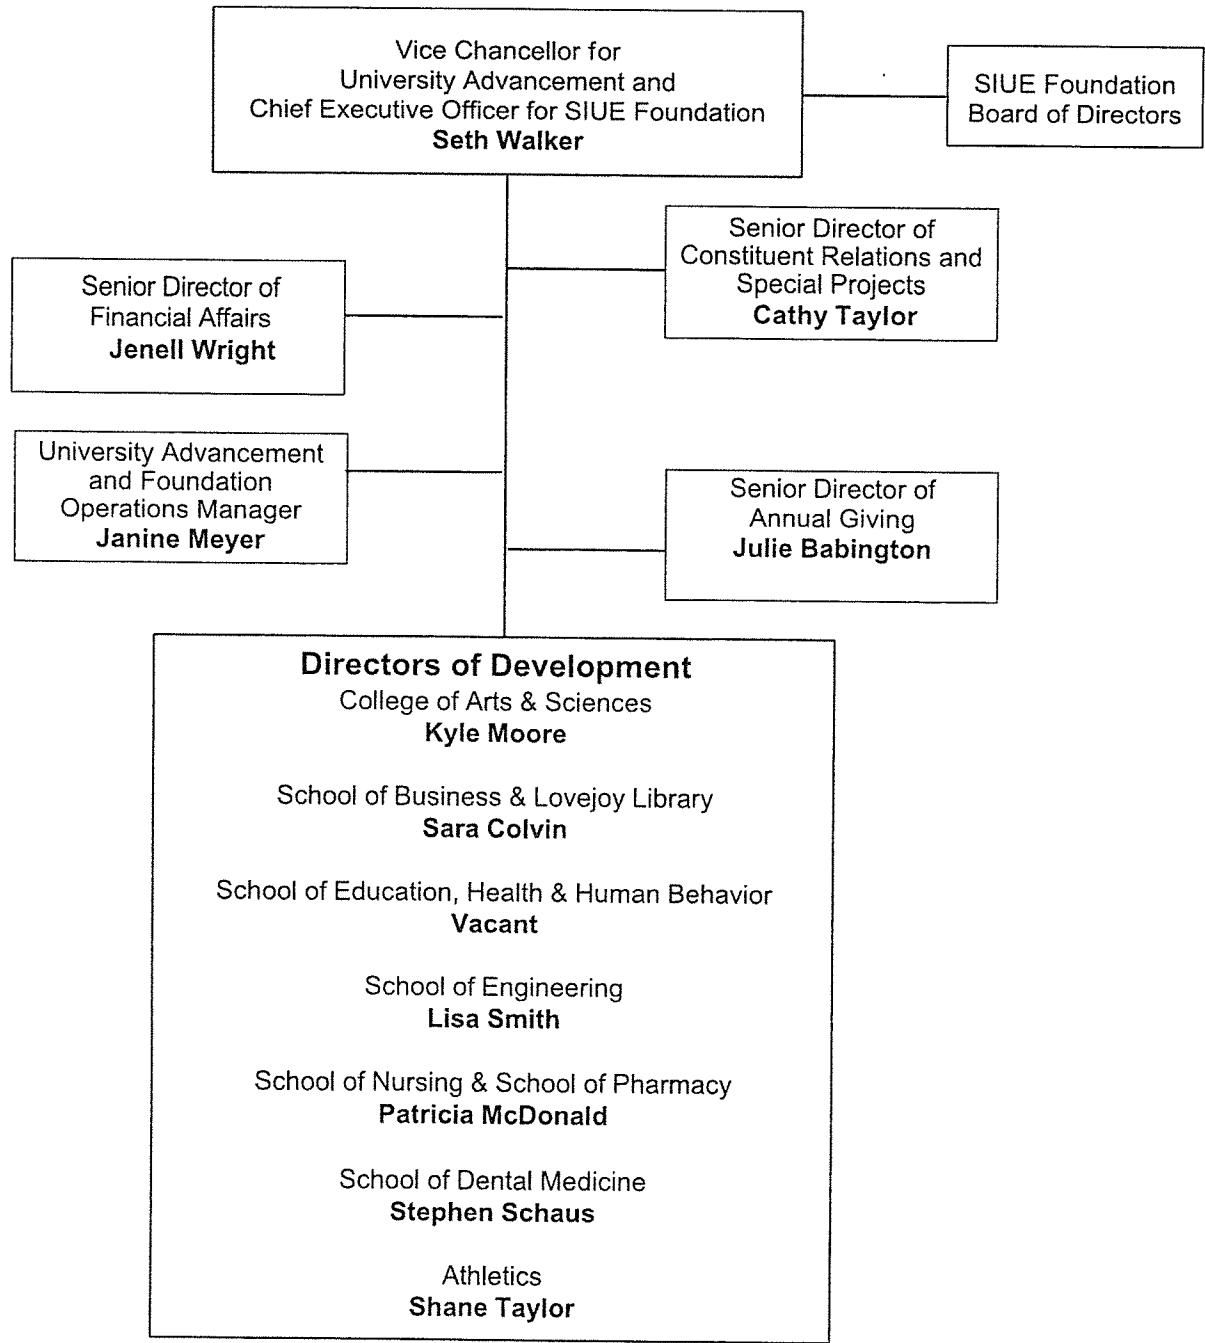 Vice Chancellor for
University Advancement and
Chief Executive Officer for SIUE Foundation
Seth Walker
SIUE Foundation
Board of Directors
Senior Director of
Constituent Relations and
Special Projects
Cathy Taylor
Senior Director of
Financial Affairs
Jenell Wright
University Advancement
and Foundation
Operations Manager
Janine Meyer
Senior Director of
Annual Giving
Julie Babington
Directors of Development
College of Arts & Sciences
Kyle Moore
School of Business & Lovejoy Library
Sara Colvin
School of Education, Health & Human Behavior
Vacant
School of Engineering
Lisa Smith
School of Nursing & School of Pharmacy
Patricia McDonald
School of Dental Medicine
Stephen Schaus
Athletics
Shane Taylor